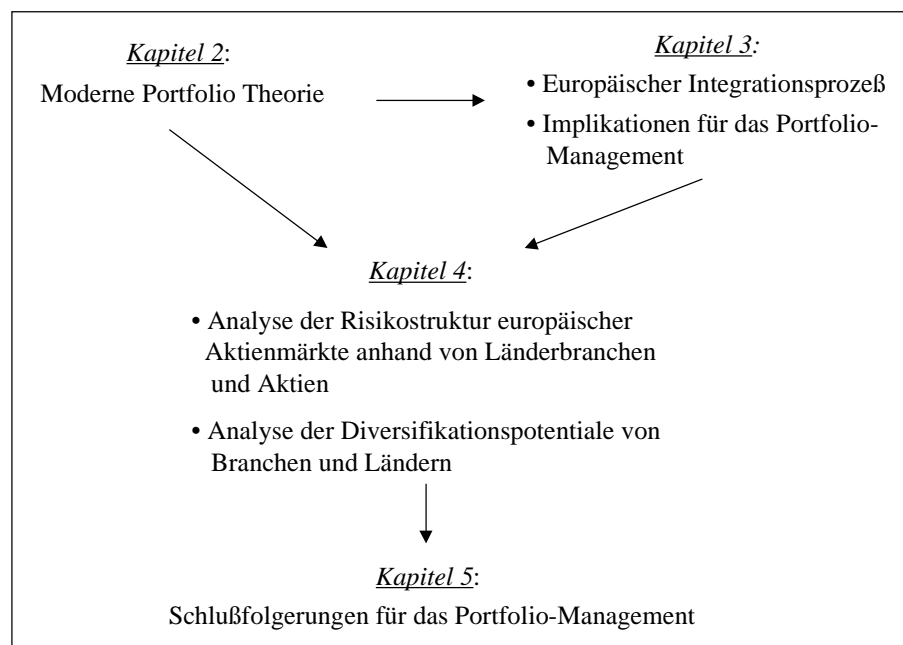 Kapitel 2:
Moderne Portfolio Theorie
Kapitel 3:
• Europäischer Integrationsprozeß
• Implikationen für das Portfolio-
Management
Kapitel 4:
• Analyse der Risikostruktur europäischer
Aktienmärkte anhand von Länderbranchen
und Aktien
• Analyse der Diversifikationspotentiale von
Branchen und Ländern
Kapitel 5:
Schlußfolgerungen für das Portfolio-Management